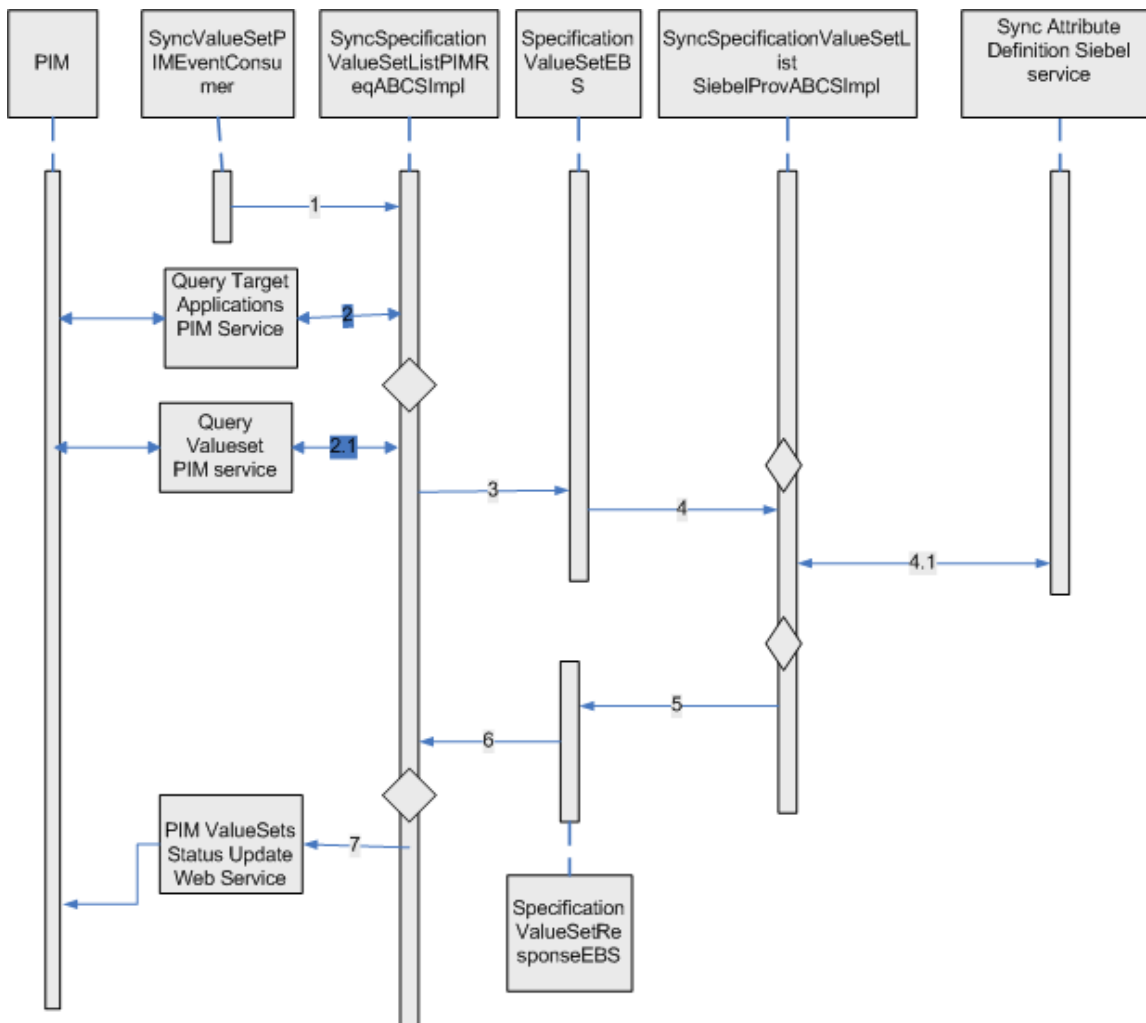 PIM
SyncValueSetP
IMEventConsu
mer
SyncSpecification
ValueSetListPIMR
eqABCSImpl
Specification
ValueSetEB
S
SyncSpecificationValueSetL
ist
SiebelProvABCSImpl
Sync Attribute
Definition Siebel
service
1
Query Target
Applications
PIM Service
2
Query
Valueset
PIM service
2.1
3
4
4.1
5
6
PIM ValueSets
Status Update
Web Service
7
Specification
ValueSetRe
sponseEBS